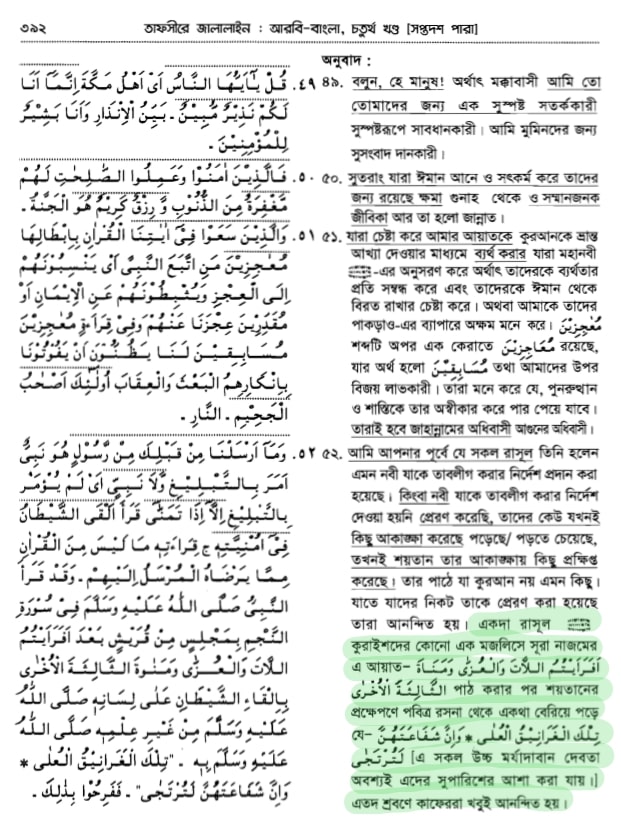 ৩৯২
তাফসীরে জালালাইন : আরবি-বাংলা, চতুর্থ খণ্ড [সপ্তদশ পারা]
٤٩. قُلْ يٰٓاَيُّهَا النَّاسُ اَىْ اَهْلَ مَكَّةَ اِنَّمَآ اَنَا
لَكُمْ نَذِيْرٌ مُّبِيْنٌ ـ بَيِّنُ الْاِنْذَارِ وَاَنَا بَشِيْرٌ
لِلْمُؤْمِنِيْنَ ـ
٥٠. فَالَّذِيْنَ اٰمَنُوْا وَعَمِلُوا الصّٰلِحٰتِ لَهُمْ
مَّغْفِرَةٌ مِنَ الذُّنُوْبِ وَّ رِزْقٌ كَرِيْمٌ هُوَ الْجَنَّةُ ـ
٥١. وَالَّذِيْنَ سَعَوْا فِىْٓ اٰيٰتِنَا الْقُرْاٰنِ بِاِبْطَالِهَا
مُعٰجِزِيْنَ مَنِ اتَّبَعَ النَّبِىَّ اَىْ يَنْسِبُوْنَهُمْ
اِلَى الْعِجْزِ وَيُثَبِّطُوْنَهُمْ عَنِ الْاِيْمَانِ اَوْ
مُقَدِّرِيْنَ عِجْزَنَا عَنْهُمْ وَفِىْ قِرَاءَةٍ مُعٰجِزِيْنَ
مُسَابِقِيْنَ لَنَا يَظُنُّوْنَ اَنْ يَفُوْتُوْنَا
بِاِنْكَارِهِمُ الْبَعْثَ وَالْعِقَابَ اُولٰٓئِكَ اَصْحٰبُ
الْجَحِيْمِ ـ النَّارِ ـ
٥٢. وَمَآ اَرْسَلْنَا مِنْ قَبْلِكَ مِنْ رَّسُوْلٍ هُوَ نَبِىٌّ
اُمِرَ بِالتَّبْلِيْغِ وَّلَا نَبِيٍّ اَىْ لَمْ يُؤْمَرْ
بِالتَّبْلِيْغِ اِلَّآ اِذَا تَمَنّٰى قَرَأَ اَلْقَى الشَّيْطٰنُ
فِىْٓ اُمْنِيَّتِهٖ ج قِرَاءَتِهٖ مَا لَيْسَ مِنَ الْقُرْاٰنِ
مِمَّا يَرْضَاهُ الْمُرْسَلُ اِلَيْهِمْ ـ وَقَدْ قَرَأَ
النَّبِىُّ صَلَّى اللّٰهُ عَلَيْهِ وَسَلَّمَ فِىْ سُوْرَةِ
النَّجْمِ بِمَجْلِسٍ مِنْ قُرَيْشٍ بَعْدَ اَفَرَاَيْتُمُ
اللّٰاتَ وَالْعُزّٰى وَمَنٰوةَ الثَّالِثَةَ الْاُخْرٰى
بِاِلْقَاءِ الشَّيْطَانِ عَلٰى لِسَانِهٖ صَلَّى اللّٰهُ
عَلَيْهِ وَسَلَّمَ مِنْ غَيْرِ عِلْمِهٖ صَلَّى اللّٰهُ
عَلَيْهِ وَسَلَّمَ بِهٖ ـ "تِلْكَ الْغَرَانِيْقُ الْعُلٰى *
وَاِنَّ شَفَاعَتَهُنَّ لَتُرْتَجٰى" ـ فَفَرِحُوْا بِذٰلِكَ ـ
অনুবাদ :
৪৯. বলুন, হে মানুষ! অর্থাৎ মক্কাবাসী আমি তো
তোমাদের জন্য এক সুস্পষ্ট সতর্ককারী
সুস্পষ্টরূপে সাবধানকারী। আমি মুমিনদের জন্য
সুসংবাদ দানকারী।
৫০. সুতরাং যারা ঈমান আনে ও সৎকর্ম করে তাদের
জন্য রয়েছে ক্ষমা গুনাহ থেকে ও সম্মানজনক
জীবিকা আর তা হলো জান্নাত।
৫১. যারা চেষ্টা করে আমার আয়াতকে কুরআনকে ভ্রান্ত
আখ্যা দেওয়ার মাধ্যমে ব্যর্থ করার যারা মহানবী
ﷺ -এর অনুসরণ করে অর্থাৎ তাদেরকে ব্যর্থতার
প্রতি সম্বন্ধ করে এবং তাদেরকে ঈমান থেকে
বিরত রাখার চেষ্টা করে। অথবা আমাকে তাদের
পাকড়াও-এর ব্যাপারে অক্ষম মনে করে। مُعْجِزِيْنَ
শব্দটি অপর এক কেরাতে مُعَاجِزِيْنَ রয়েছে,
যার অর্থ হলো مُسَابِقِيْنَ তথা আমাদের উপর
বিজয় লাভকারী। তারা মনে করে যে, পুনরুত্থান
ও শাস্তিকে তার অস্বীকার করে পার পেয়ে যাবে।
তারাই হবে জাহান্নামের অধিবাসী আগুনের অধিবাসী।
৫২. আমি আপনার পূর্বে যে সকল রাসূল তিনি হলেন
এমন নবী যাকে তাবলীগ করার নির্দেশ প্রদান করা
হয়েছে। কিংবা নবী যাকে তাবলীগ করার নির্দেশ
দেওয়া হয়নি প্রেরণ করেছি, তাদের কেউ যখনই
কিছু আকাঙ্ক্ষা করেছে পড়েছে/ পড়তে চেয়েছে,
তখনই শয়তান তার আকাঙ্ক্ষায় কিছু প্রক্ষিপ্ত
করেছে। তার পাঠে যা কুরআন নয় এমন কিছু।
যাতে যাদের নিকট তাকে প্রেরণ করা হয়েছে
তারা আনন্দিত হয়। একদা রাসূল ﷺ
কুরাইশদের কোনো এক মজলিসে সূরা নাজমের
এ আয়াত- اَفَرَاَيْتُمُ اللَّاتَ وَالْعُزّٰى وَمَنَاةَ
الثَّالِثَةَ الْاُخْرٰى পাঠ করার পর শয়তানের
প্রক্ষেপণে পবিত্র রসনা থেকে একথা বেরিয়ে পড়ে
যে- تِلْكَ الْغَرَانِيْقُ الْعُلٰى * وَاِنَّ شَفَاعَتَهُنَّ
لَتُرْتَجٰى [এ সকল উচ্চ মর্যাদাবান দেবতা
অবশ্যই এদের সুপারিশের আশা করা যায়।]
এতদ শ্রবণে কাফেররা খুবই আনন্দিত হয়।